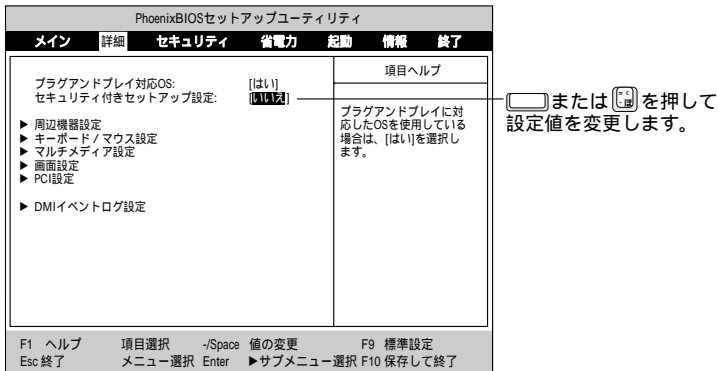 PhoenixBIOSセットアップユーティリティ
メイン 詳細 セキュリティ 省電力 起動 情報 終了
項目ヘルプ
プラグアンドプレイ対応OS: [はい]
セキュリティ付きセットアップ設定: [いいえ]
▶ 周辺機器設定
▶ キーボード / マウス設定
▶ マルチメディア設定
▶ 画面設定
▶ PCI設定
▶ DMIイベントログ設定
プラグアンドプレイに対
応したOSを使用している
場合は、[はい]を選択し
ます。
または を押して
設定値を変更します。
F1 ヘルプ 項目選択 -/Space 値の変更 F9 標準設定
Esc 終了 メニュー選択 Enter ▶サブメニュー選択 F10 保存して終了